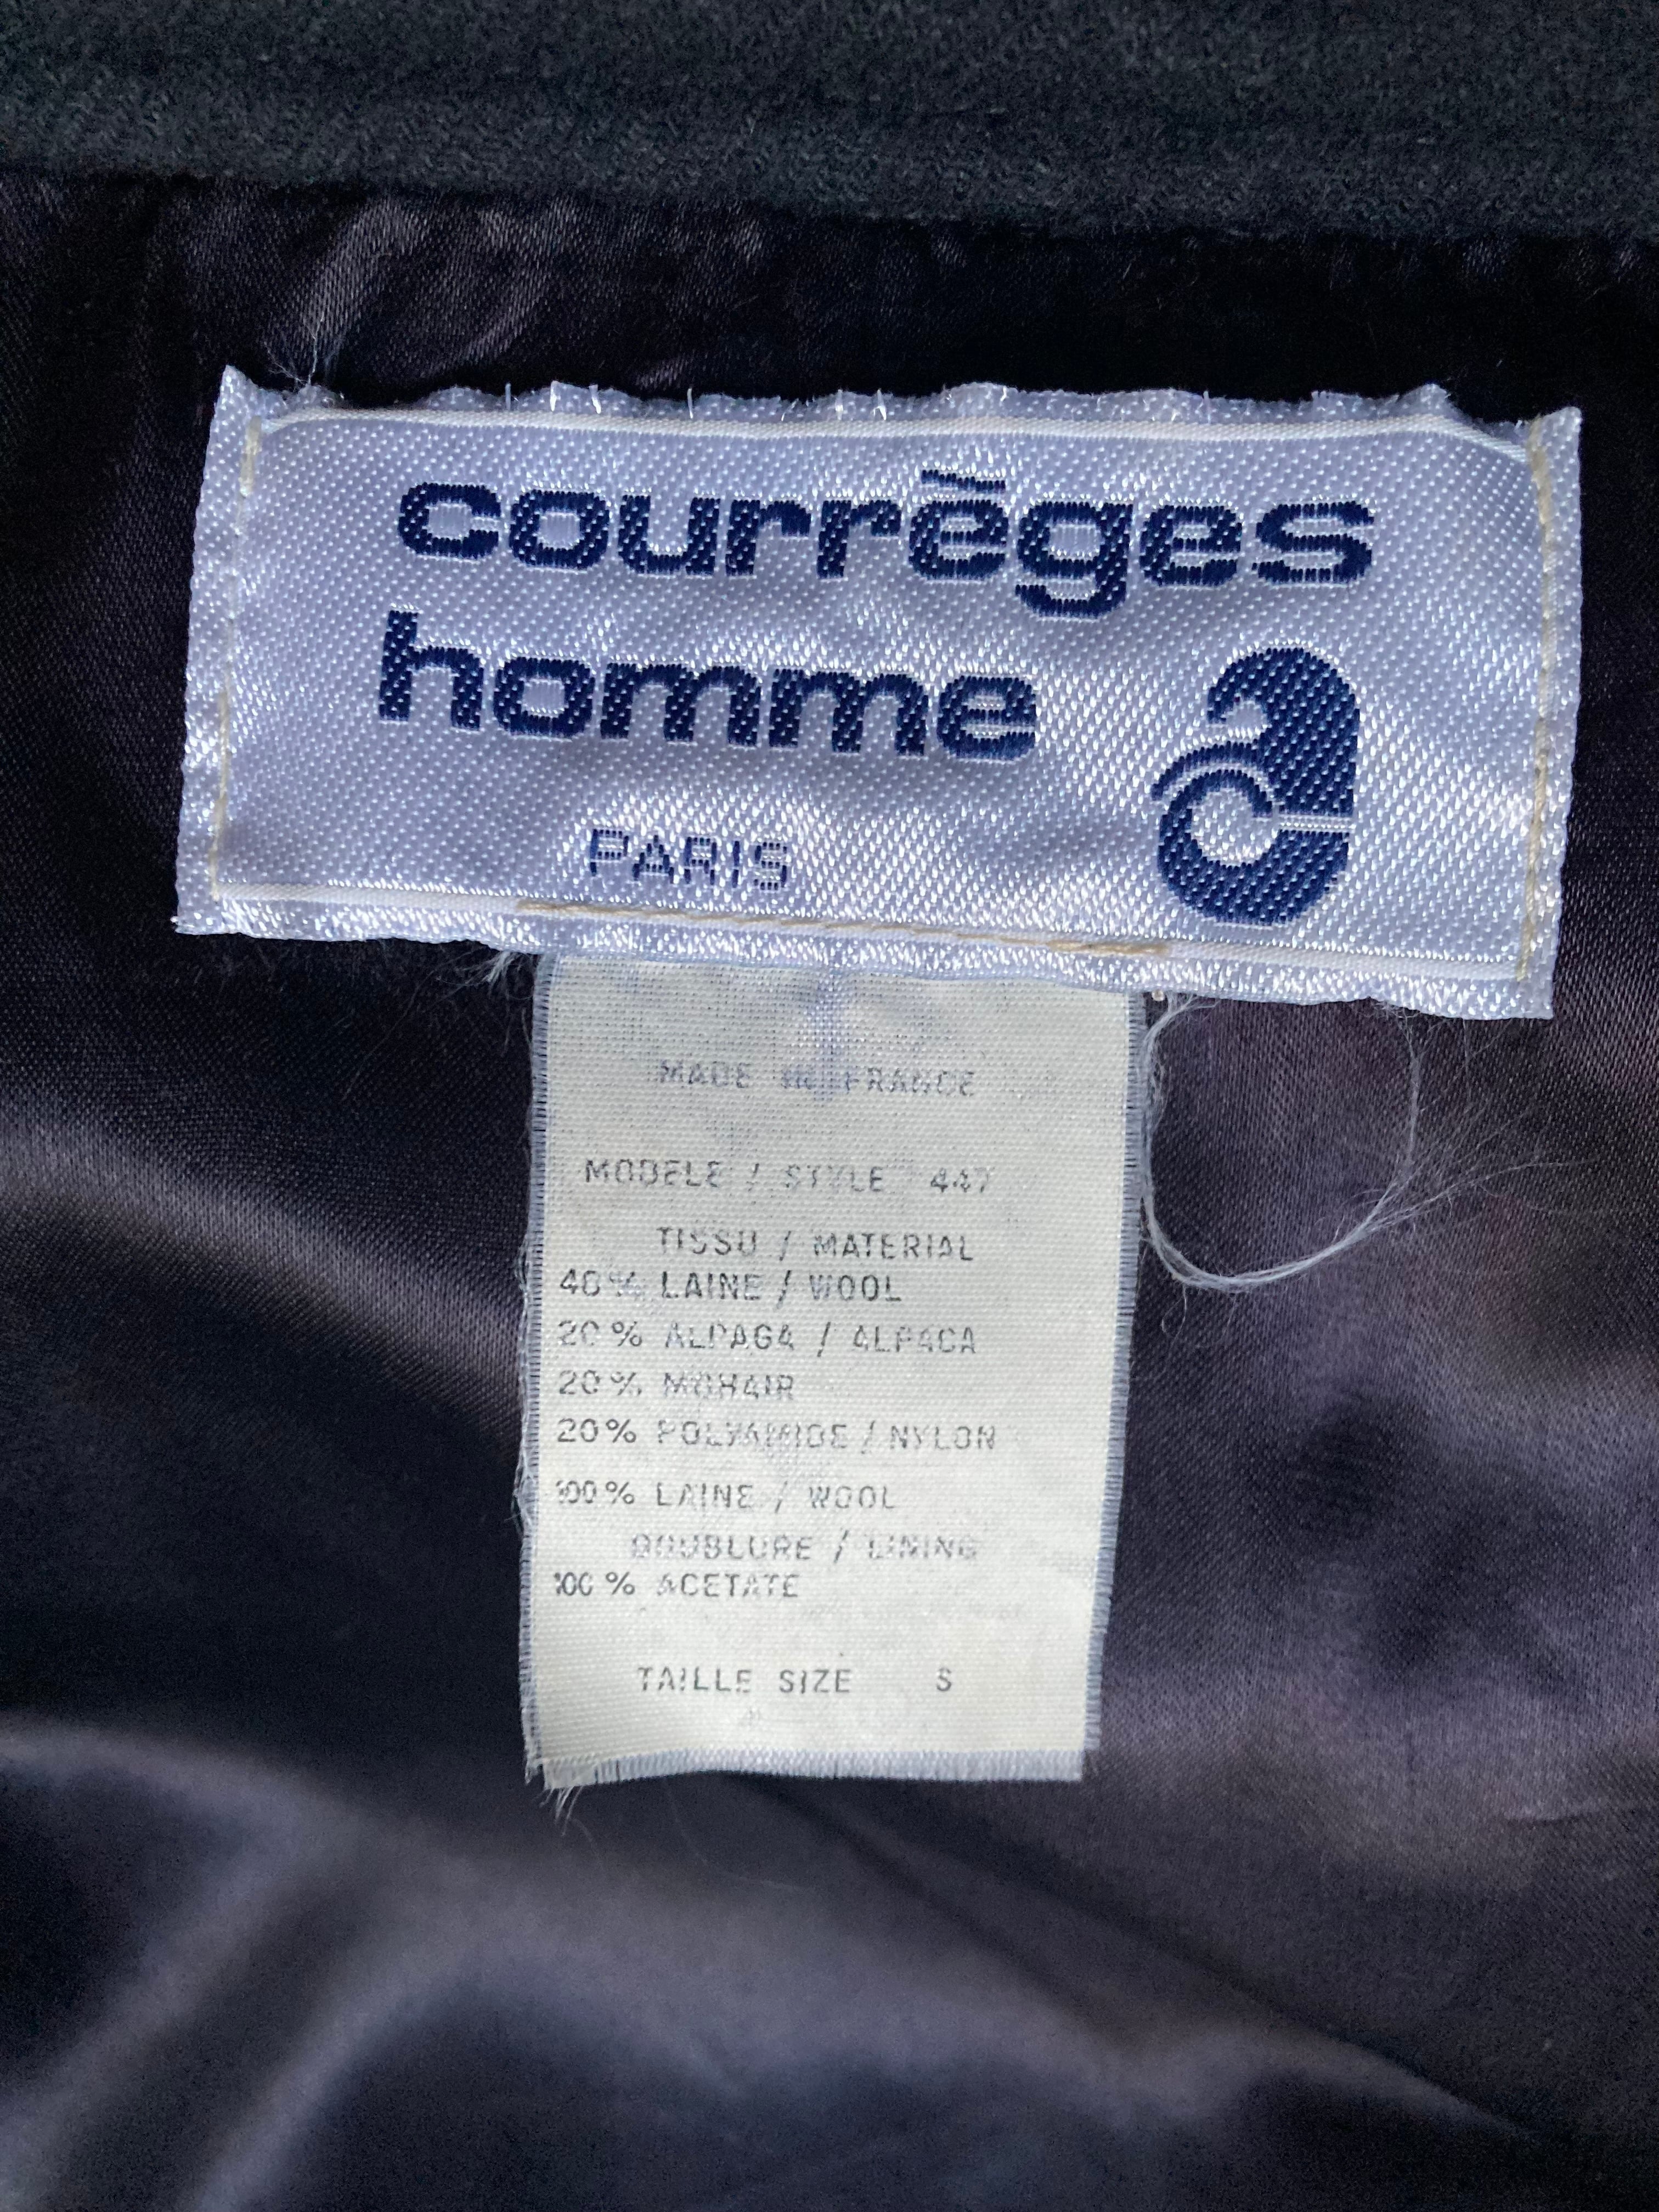 courrèges
homme
PARIS
MADE IN FRANCE
MODELE / STYLE 447
TISSU / MATERIAL
40% LAINE / WOOL
20% ALPAGA / ALPACA
20% MOHAIR
20% POLYAMIDE / NYLON
100% LAINE / WOOL
DOUBLURE / LINING
100% ACETATE
TAILLE SIZE S